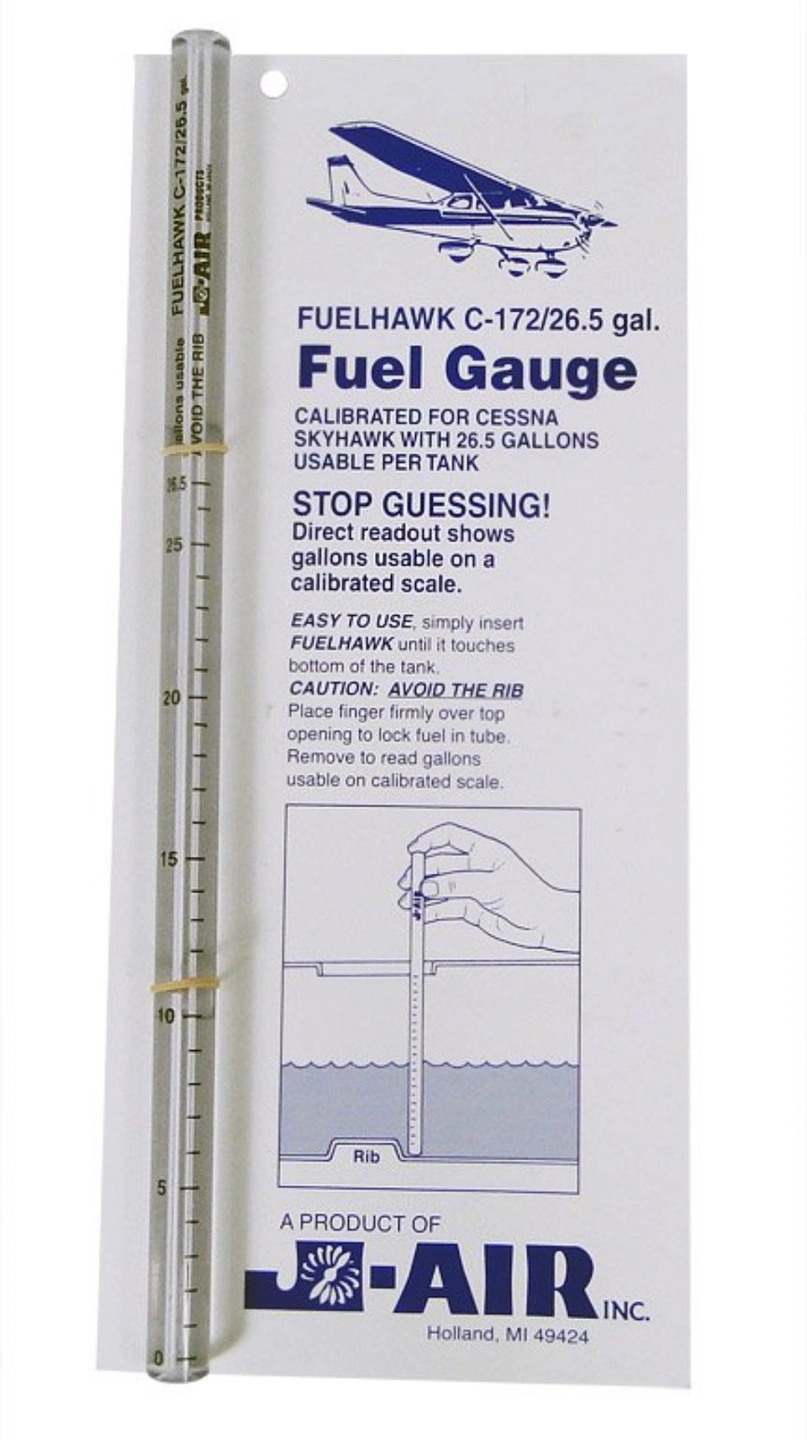 FUELHAWK C-172/26.5 gal.
J-AIR PRODUCTS
gallons usable
AVOID THE RIB
26.5
25
20
15
10
5
0
FUELHAWK C-172/26.5 gal.
Fuel Gauge
CALIBRATED FOR CESSNA
SKYHAWK WITH 26.5 GALLONS
USABLE PER TANK
STOP GUESSING!
Direct readout shows
gallons usable on a
calibrated scale.
EASY TO USE, simply insert
FUELHAWK until it touches
bottom of the tank.
CAUTION: AVOID THE RIB
Place finger firmly over top
opening to lock fuel in tube.
Remove to read gallons
usable on calibrated scale.
J-AIR
Rib
A PRODUCT OF
J-AIR INC.
Holland, MI 49424